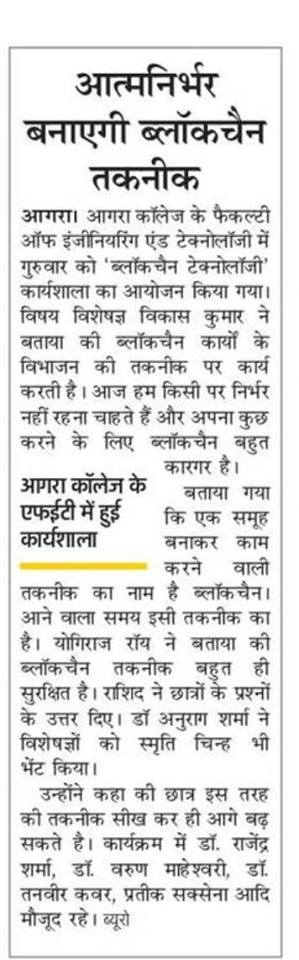 आत्मनिर्भर
बनाएगी ब्लॉकचैन
तकनीक
आगरा। आगरा कॉलेज के फैकल्टी
ऑफ इंजीनियरिंग एंड टेक्नोलॉजी में
गुरुवार को ‘ब्लॉकचैन टेक्नोलॉजी’
कार्यशाला का आयोजन किया गया।
विषय विशेषज्ञ विकास कुमार ने
बताया की ब्लॉकचैन कार्यों के
विभाजन की तकनीक पर कार्य
करती है। आज हम किसी पर निर्भर
नहीं रहना चाहते हैं और अपना कुछ
करने के लिए ब्लॉकचैन बहुत
कारगर है।
आगरा कॉलेज के
एफईटी में हुई
कार्यशाला
बताया गया
कि एक समूह
बनाकर काम
करने वाली
तकनीक का नाम है ब्लॉकचैन।
आने वाला समय इसी तकनीक का
है। योगिराज रॉय ने बताया की
ब्लॉकचैन तकनीक बहुत ही
सुरक्षित है। राशिद ने छात्रों के प्रश्नों
के उत्तर दिए। डॉ अनुराग शर्मा ने
विशेषज्ञों को स्मृति चिन्ह भी
भेंट किया।
उन्होंने कहा की छात्र इस तरह
की तकनीक सीख कर ही आगे बढ़
सकते है। कार्यक्रम में डॉ. राजेंद्र
शर्मा, डॉ. वरुण माहेश्वरी, डॉ.
तनवीर कवर, प्रतीक सक्सेना आदि
मौजूद रहे। ब्यूरो